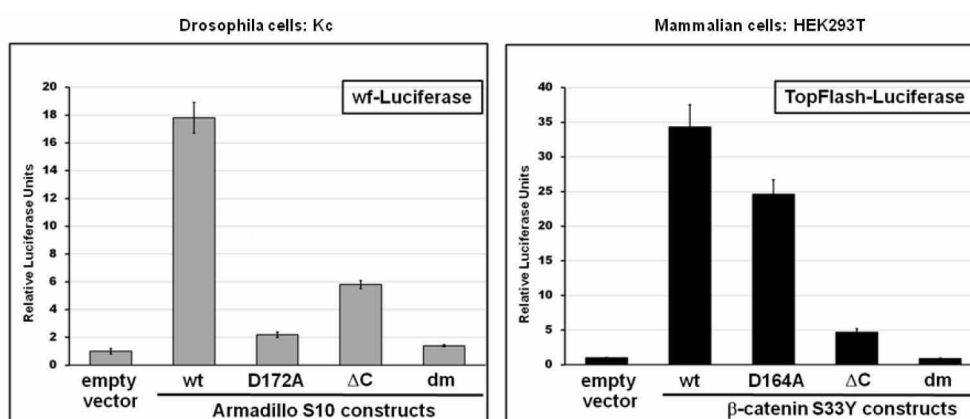 Drosophila cells: Kc
wf-Luciferase
Relative Luciferase Units
20
18
16
14
12
10
8
6
4
2
0
empty vector
wt
D172A
ΔC
dm
Armadillo S10 constructs
Mammalian cells: HEK293T
TopFlash-Luciferase
Relative Luciferase Units
40
35
30
25
20
15
10
5
0
empty vector
wt
D164A
ΔC
dm
β-catenin S33Y constructs